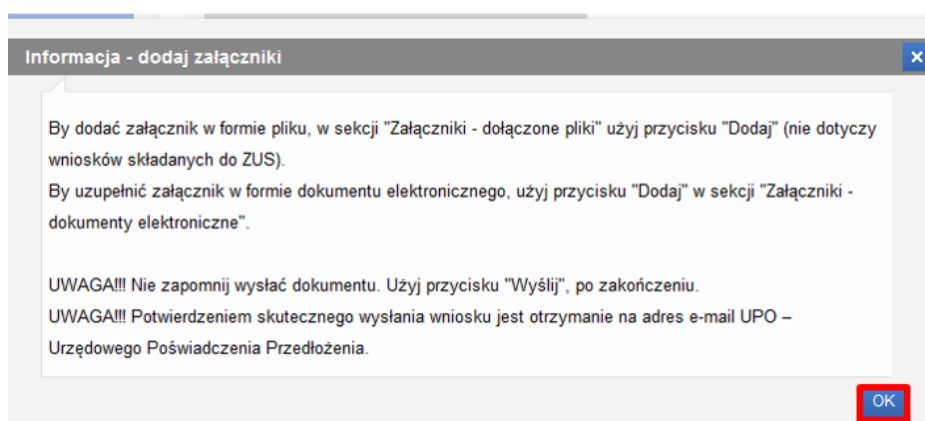 Informacja - dodaj załączniki
By dodać załącznik w formie pliku, w sekcji "Załączniki - dołączone pliki" użyj przycisku "Dodaj" (nie dotyczy
wniosków składanych do ZUS).
By uzupełnić załącznik w formie dokumentu elektronicznego, użyj przycisku "Dodaj" w sekcji "Załączniki -
dokumenty elektroniczne".
UWAGA!!! Nie zapomnij wysłać dokumentu. Użyj przycisku "Wyślij", po zakończeniu.
UWAGA!!! Potwierdzeniem skutecznego wysłania wniosku jest otrzymanie na adres e-mail UPO –
Urzędowego Poświadczenia Przedłożenia.
OK